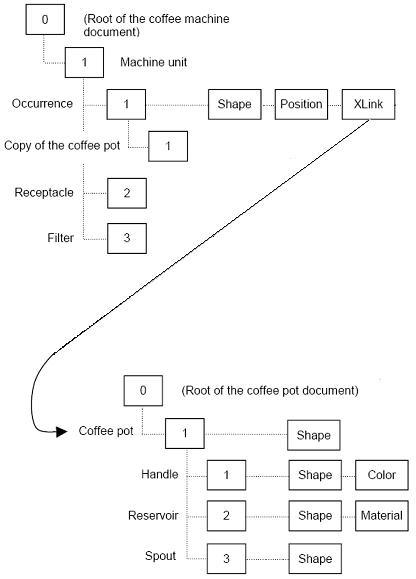 0 (Root of the coffee machine
document)
1 Machine unit
Occurrence 1 Shape Position XLink
Copy of the coffee pot 1
Receptacle 2
Filter 3
0 (Root of the coffee pot document)
Coffee pot 1 Shape
Handle 1 Shape Color
Reservoir 2 Shape Material
Spout 3 Shape